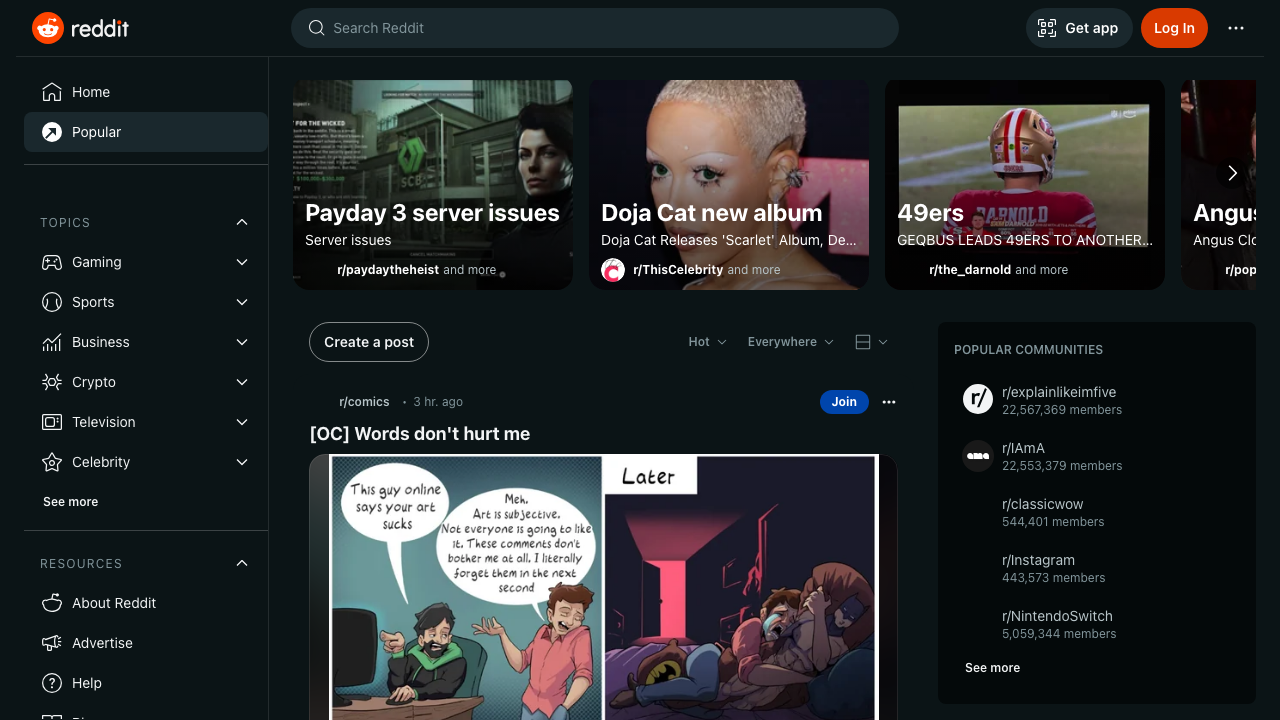 reddit
Search Reddit
Get app
Log In
Home
Popular
TOPICS
Gaming
Sports
Business
Crypto
Television
Celebrity
See more
RESOURCES
About Reddit
Advertise
Help
FOR THE WICKED
SCB
Payday 3 server issues
Server issues
r/paydaytheheist and more
Doja Cat new album
Doja Cat Releases 'Scarlet' Album, De...
r/ThisCelebrity and more
DARNOLD
49ers
GEQBUS LEADS 49ERS TO ANOTHER...
r/the_darnold and more
Angus
Angus Clo
r/pop
Create a post
Hot
Everywhere
r/comics • 3 hr. ago
Join
[OC] Words don't hurt me
This guy online
says your art
sucks
Meh.
Art is subjective.
Not everyone is going to like
it. These comments don't
bother me at all. I literally
forget them in the next
second
Later
POPULAR COMMUNITIES
r/explainlikeimfive
22,567,369 members
r/IAmA
22,553,379 members
r/classicwow
544,401 members
r/Instagram
443,573 members
r/NintendoSwitch
5,059,344 members
See more